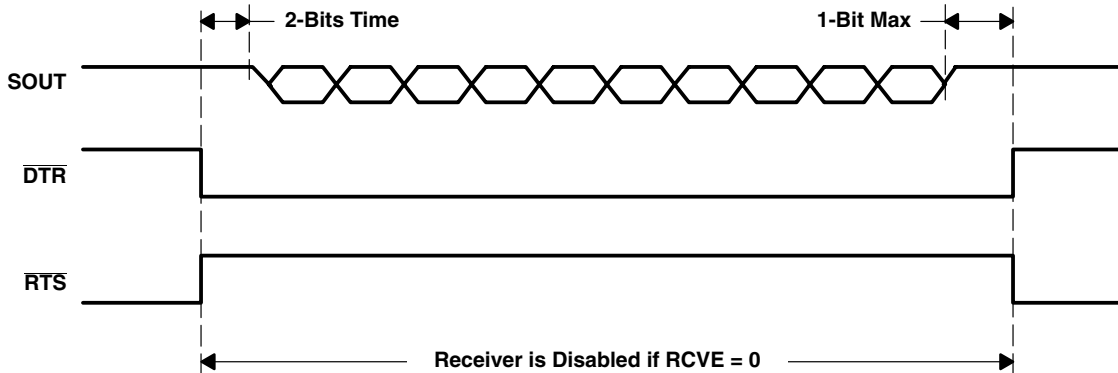 2-Bits Time
1-Bit Max
SOUT
DTR
RTS
Receiver is Disabled if RCVE = 0